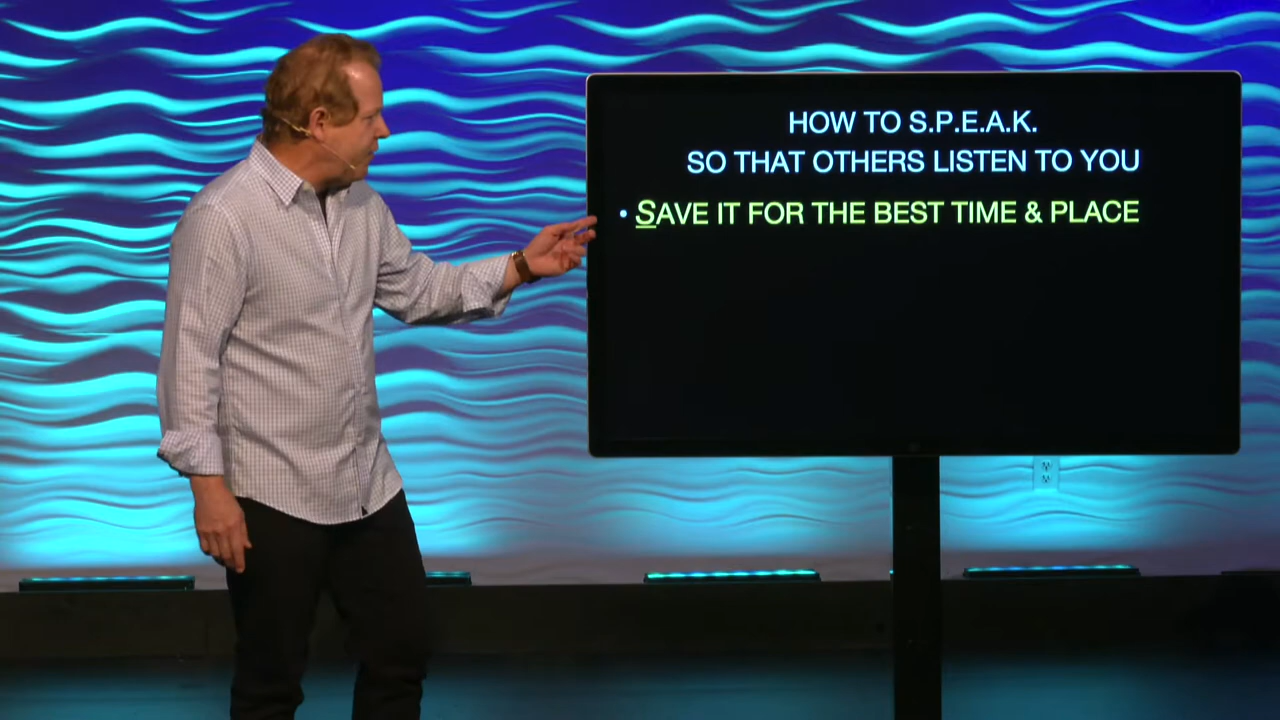 HOW TO S.P.E.A.K.
SO THAT OTHERS LISTEN TO YOU
• SAVE IT FOR THE BEST TIME & PLACE